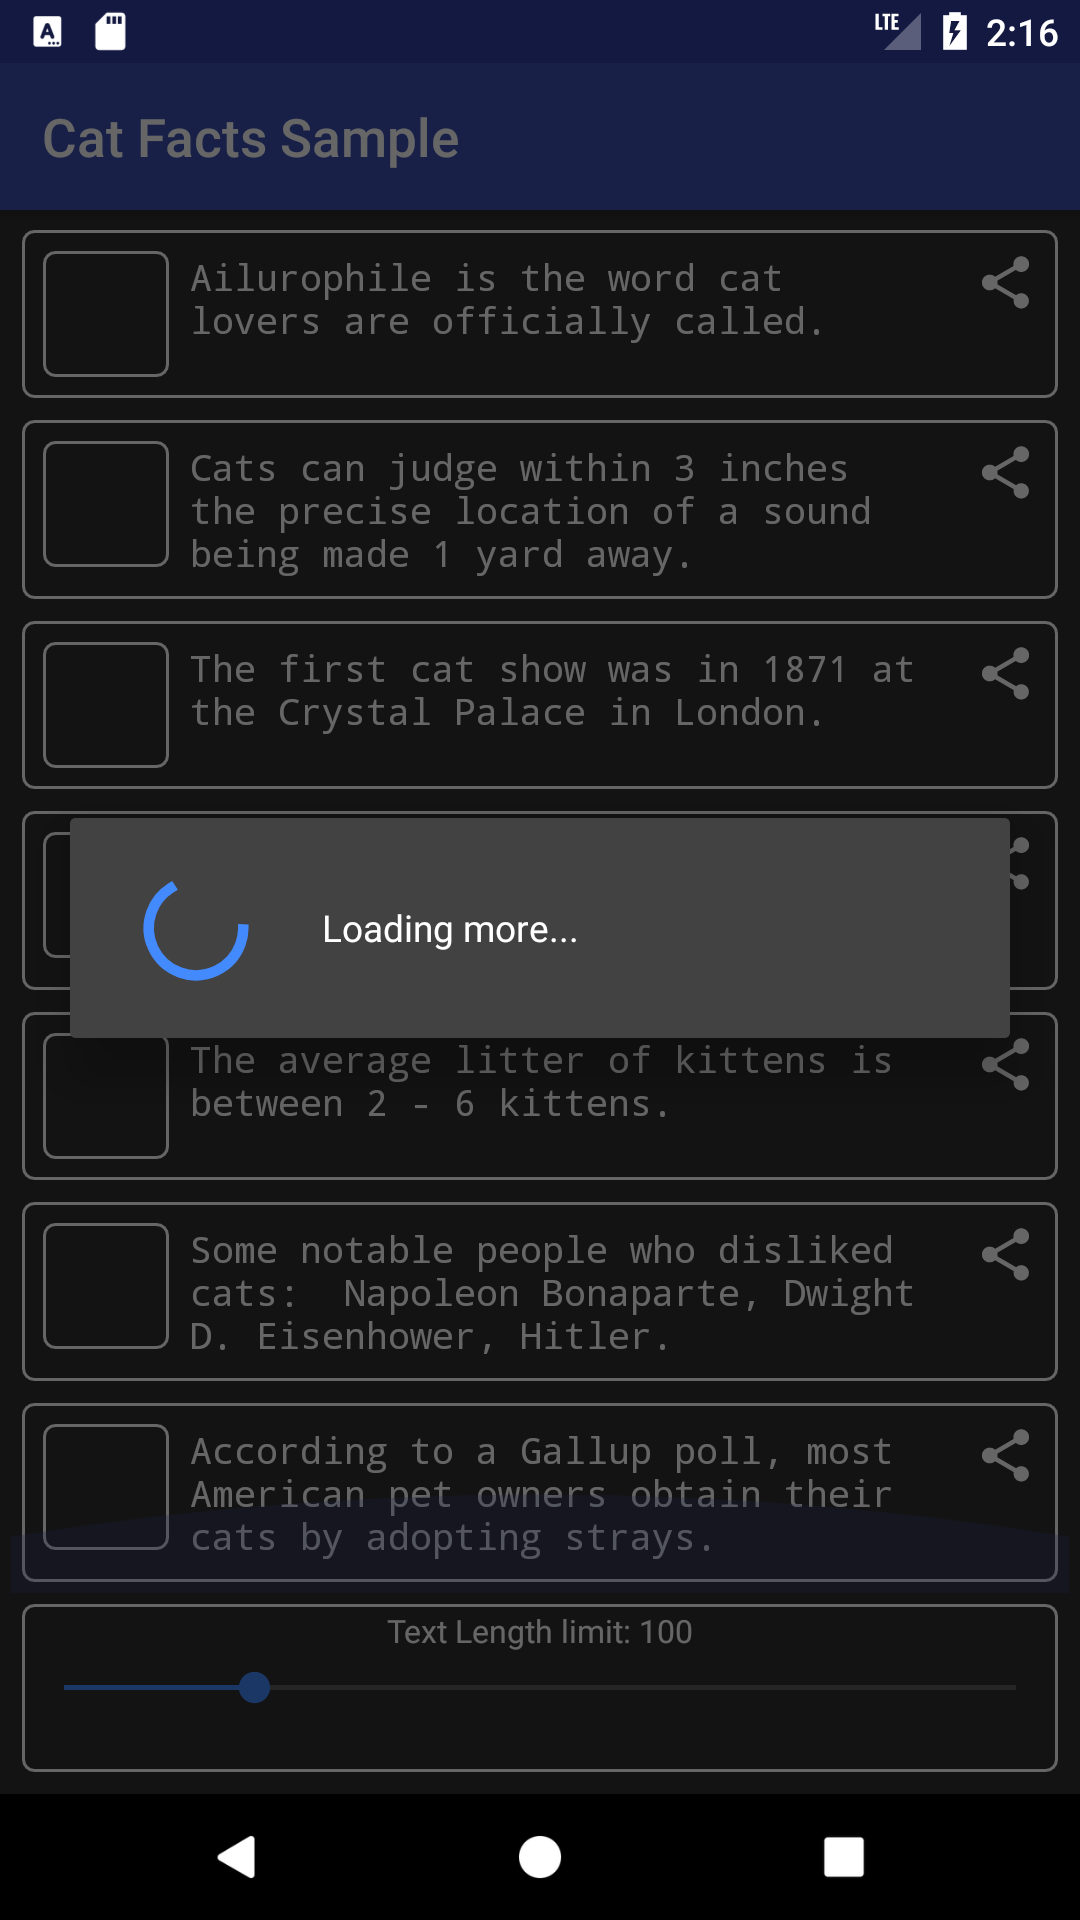 LTE 2:16
Cat Facts Sample
Ailurophile is the word cat
lovers are officially called.
Cats can judge within 3 inches
the precise location of a sound
being made 1 yard away.
The first cat show was in 1871 at
the Crystal Palace in London.
Loading more...
The average litter of kittens is
between 2 - 6 kittens.
Some notable people who disliked
cats:  Napoleon Bonaparte, Dwight
D. Eisenhower, Hitler.
According to a Gallup poll, most
American pet owners obtain their
cats by adopting strays.
Text Length limit: 100